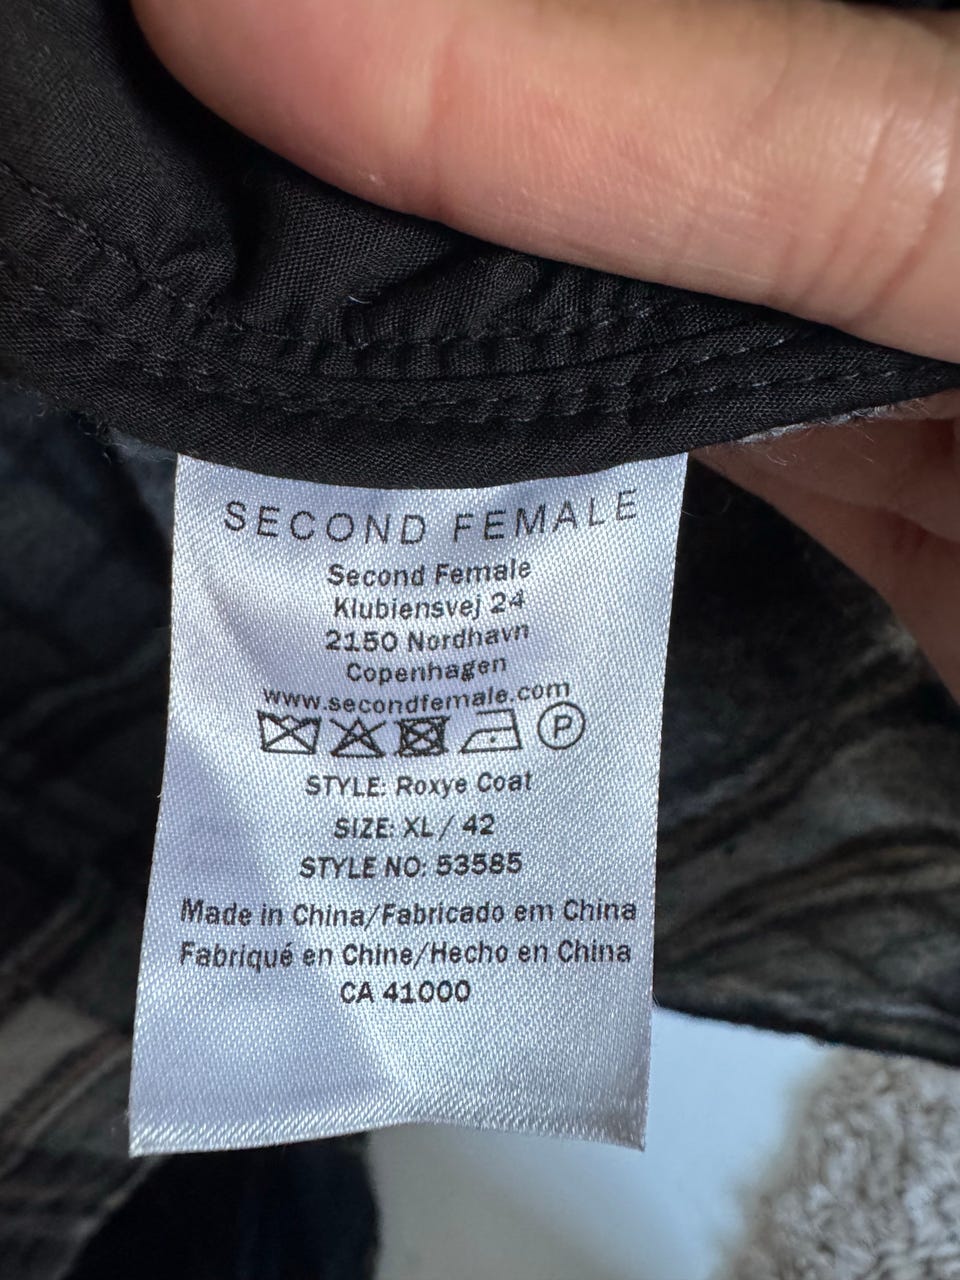 SECOND FEMALE
Second Female
Klubiensvej 24
2150 Nordhavn
Copenhagen
www.secondfemale.com
P
STYLE: Roxye Coat
SIZE: XL / 42
STYLE NO: 53585
Made in China/Fabricado em China
Fabriqué en Chine/Hecho en China
CA 41000